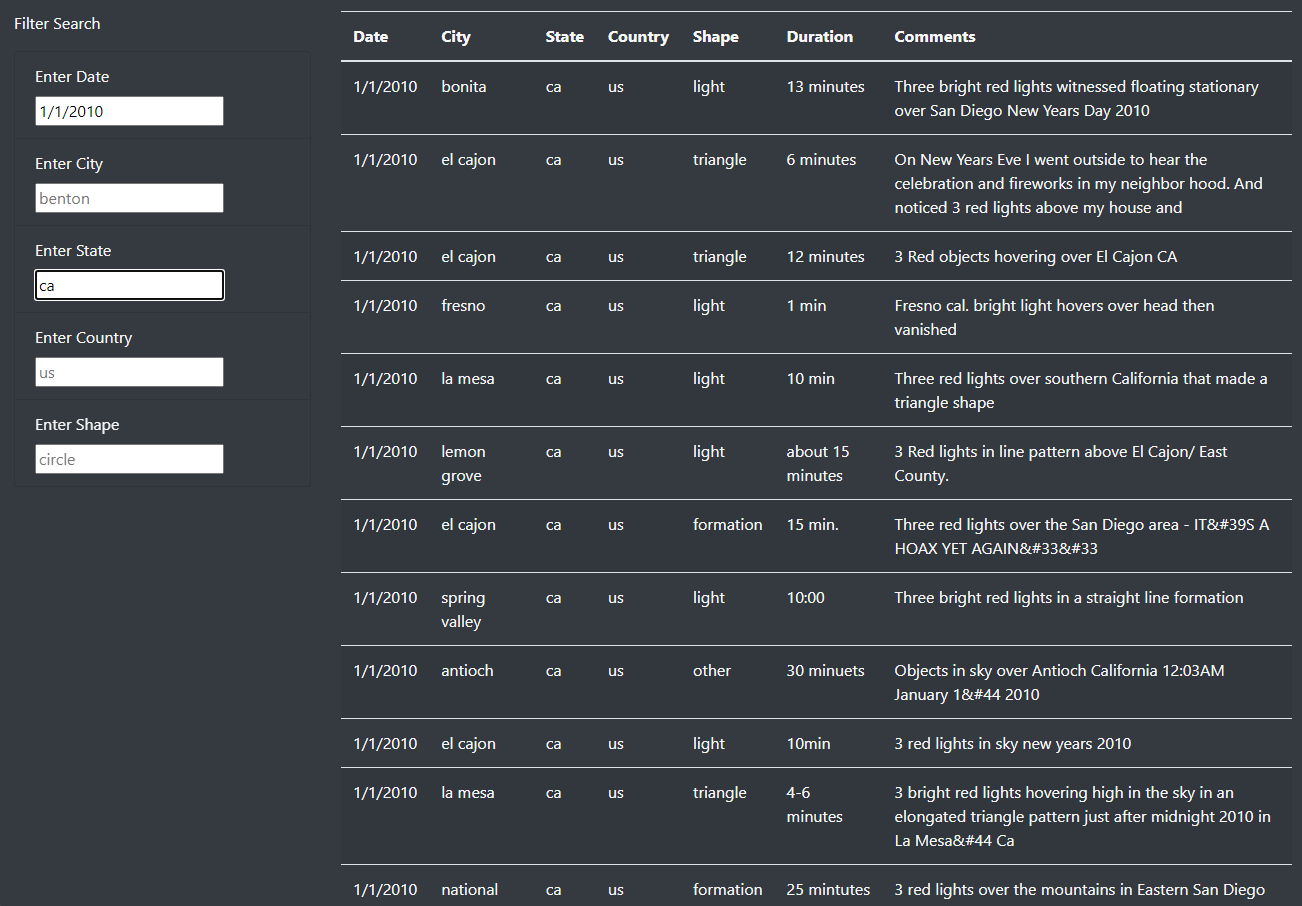 Filter Search
Enter Date
1/1/2010
Enter City
benton
Enter State
ca
Enter Country
us
Enter Shape
circle
Date City State Country Shape Duration Comments
1/1/2010 bonita ca us light 13 minutes Three bright red lights witnessed floating stationary
over San Diego New Years Day 2010
1/1/2010 el cajon ca us triangle 6 minutes On New Years Eve I went outside to hear the
celebration and fireworks in my neighbor hood. And
noticed 3 red lights above my house and
1/1/2010 el cajon ca us triangle 12 minutes 3 Red objects hovering over El Cajon CA
1/1/2010 fresno ca us light 1 min Fresno cal. bright light hovers over head then
vanished
1/1/2010 la mesa ca us light 10 min Three red lights over southern California that made a
triangle shape
1/1/2010 lemon ca us light about 15 3 Red lights in line pattern above El Cajon/ East
grove minutes County.
1/1/2010 el cajon ca us formation 15 min. Three red lights over the San Diego area - IT&#39S A
HOAX YET AGAIN&#33&#33
1/1/2010 spring ca us light 10:00 Three bright red lights in a straight line formation
valley
1/1/2010 antioch ca us other 30 minuets Objects in sky over Antioch California 12:03AM
January 1&#44 2010
1/1/2010 el cajon ca us light 10min 3 red lights in sky new years 2010
1/1/2010 la mesa ca us triangle 4-6 3 bright red lights hovering high in the sky in an
minutes elongated triangle pattern just after midnight 2010 in
La Mesa&#44 Ca
1/1/2010 national ca us formation 25 mintutes 3 red lights over the mountains in Eastern San Diego